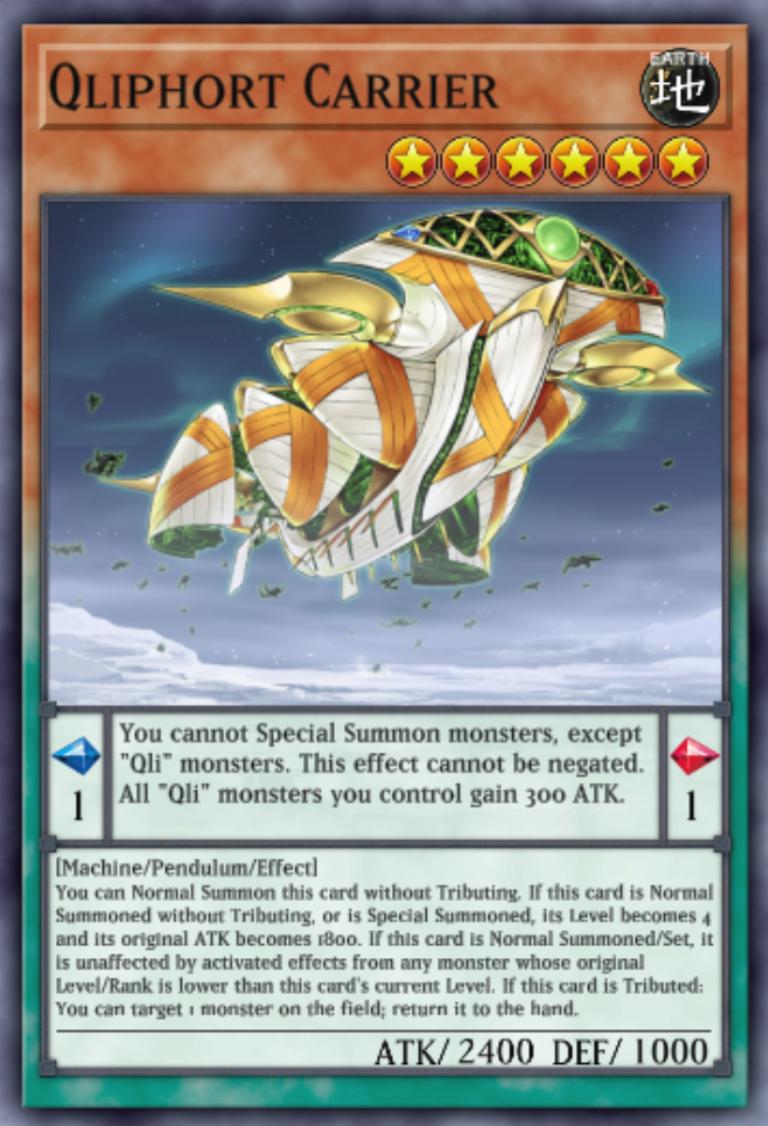 Qliphort Carrier
EARTH
地
You cannot Special Summon monsters, except
"Qli" monsters. This effect cannot be negated.
All "Qli" monsters you control gain 300 ATK.
1
1
[Machine/Pendulum/Effect]
You can Normal Summon this card without Tributing. If this card is Normal
Summoned without Tributing, or is Special Summoned, its Level becomes 4
and its original ATK becomes 1800. If this card is Normal Summoned/Set, it
is unaffected by activated effects from any monster whose original
Level/Rank is lower than this card's current Level. If this card is Tributed:
You can target 1 monster on the field; return it to the hand.
ATK/ 2400 DEF/ 1000